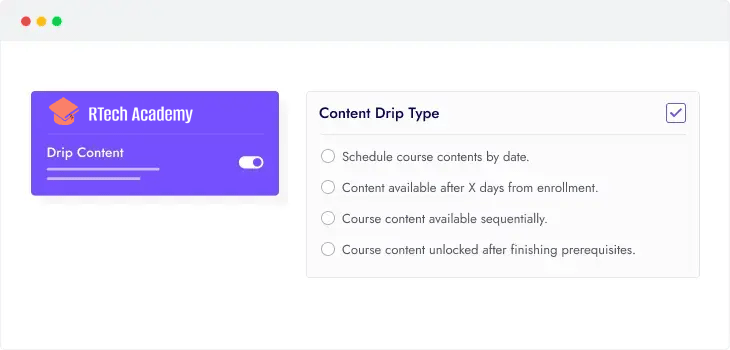 RTech Academy
Drip Content
Content Drip Type
Schedule course contents by date.
Content available after X days from enrollment.
Course content available sequentially.
Course content unlocked after finishing prerequisites.